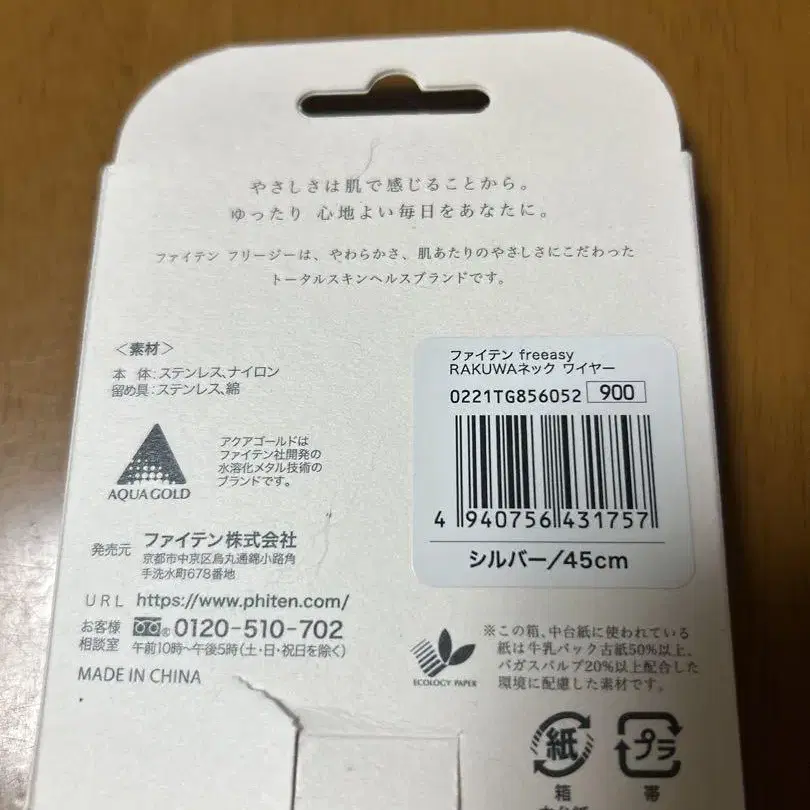 やさしさは肌で感じることから。
ゆったり 心地よい毎日をあなたに。
ファイテン フリージーは、やわらかさ、肌あたりのやさしさにこだわった
トータルスキンヘルスブランドです。
＜素材＞
本 体：ステンレス、ナイロン
留め具：ステンレス、綿
AQUA GOLD
アクアゴールドは
ファイテン社開発の
水溶化メタル技術の
ブランドです。
ファイテン freeasy
RAKUWAネック ワイヤー
0221TG856052 900
4 940756 431757
シルバー/45cm
発売元 ファイテン株式会社
京都市中京区烏丸通錦小路角
手洗水町678番地
URL https://www.phiten.com/
お客様
相談室
0120-510-702
午前10時～午後5時(土・日・祝日を除く)
MADE IN CHINA
ECOLOGY PAPER
※この箱、中台紙に使われている
紙は牛乳パック古紙50%以上、
バガスパルプ20%以上配合した
環境に配慮した素材です。
紙
箱
プラ
帯